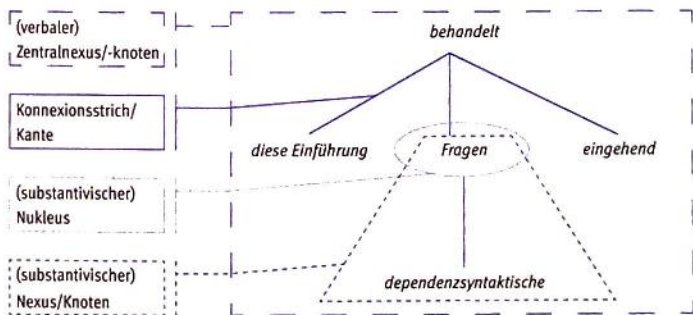 (verbaler)
Zentralnexus/-knoten
behandelt
Konnexionsstrich/
Kante
diese Einführung
Fragen
eingehend
(substantivischer)
Nukleus
(substantivischer)
Nexus/Knoten
dependenzsyntaktische